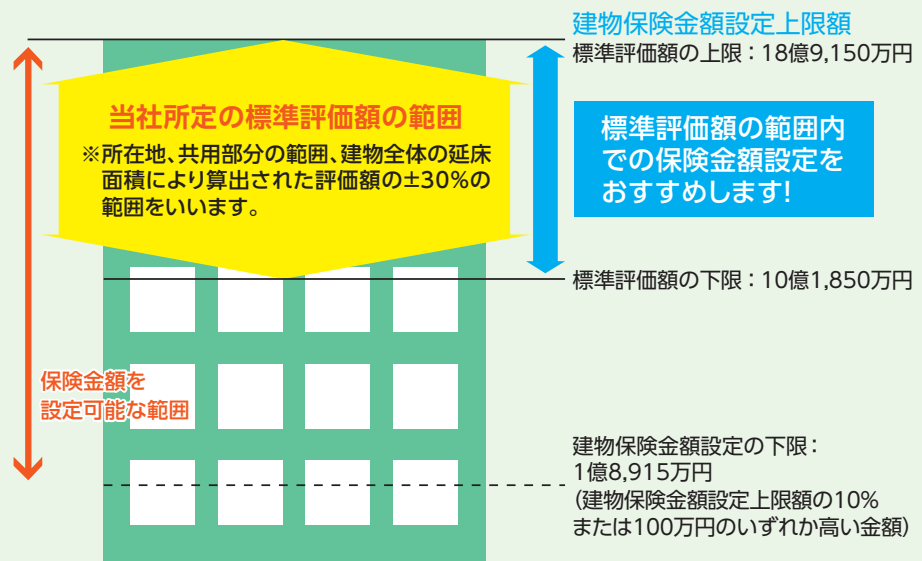 建物保険金額設定上限額
標準評価額の上限：18億9,150万円
当社所定の標準評価額の範囲
※所在地、共用部分の範囲、建物全体の延床
面積により算出された評価額の±30%の
範囲をいいます。
標準評価額の範囲内
での保険金額設定を
おすすめします!
標準評価額の下限：10億1,850万円
保険金額を
設定可能な範囲
建物保険金額設定の下限：
1億8,915万円
(建物保険金額設定上限額の10%
または100万円のいずれか高い金額)